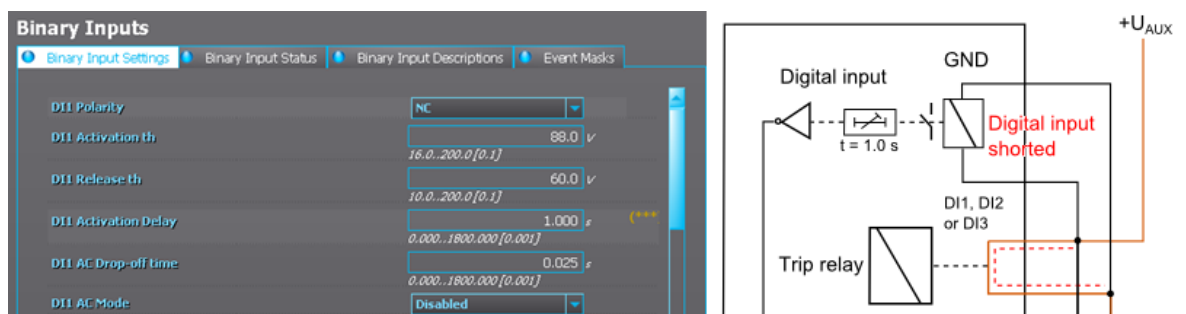 Binary Inputs
Binary Input Settings Binary Input Status Binary Input Descriptions Event Masks
DI1 Polarity NC
DI1 Activation th 88.0 V
16.0..200.0 [0.1]
DI1 Release th 60.0 V
10.0..200.0 [0.1]
DI1 Activation Delay 1.000 s (***
0.000..1800.000 [0.001]
DI1 AC Drop-off time 0.025 s
0.000..1800.000 [0.001]
DI1 AC Mode Disabled
+UAUX
GND
Digital input
t = 1.0 s
Digital input
shorted
DI1, DI2
or DI3
Trip relay